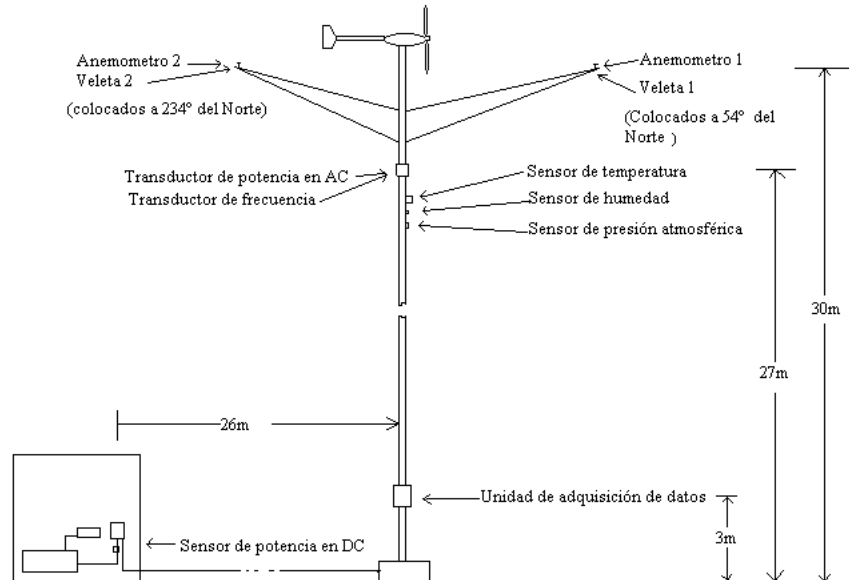 Anemometro 2
Veleta 2
(colocados a 234º del Norte)
Anemometro 1
Veleta 1
(Colocados a 54º del
Norte )
Transductor de potencia en AC
Transductor de frecuencia
Sensor de temperatura
Sensor de humedad
Sensor de presión atmosférica
30m
27m
26m
Unidad de adquisición de datos
3m
Sensor de potencia en DC